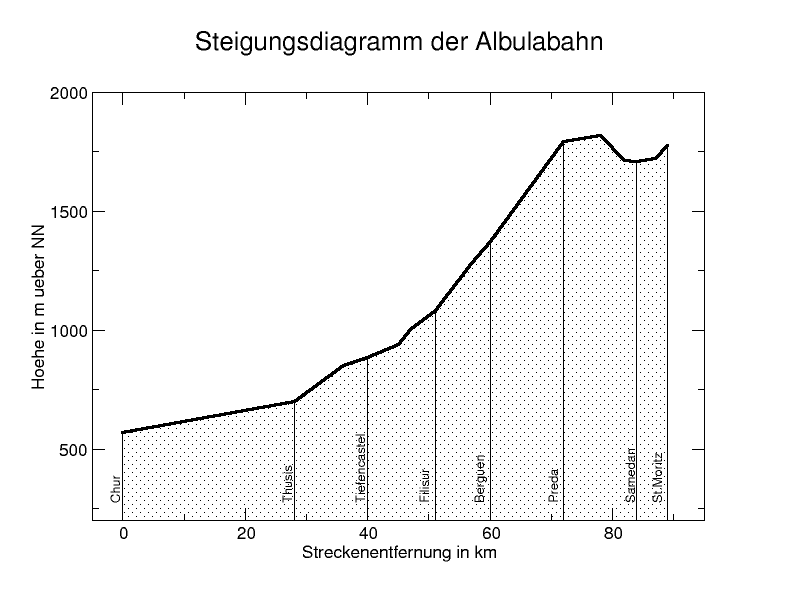 Steigungsdiagramm der Albulabahn
2000
1500
1000
500
Hoehe in m ueber NN
Chur
Thusis
Tiefencastel
Filisur
Berguen
Preda
Samedan
St.Moritz
0 20 40 60 80
Streckenentfernung in km